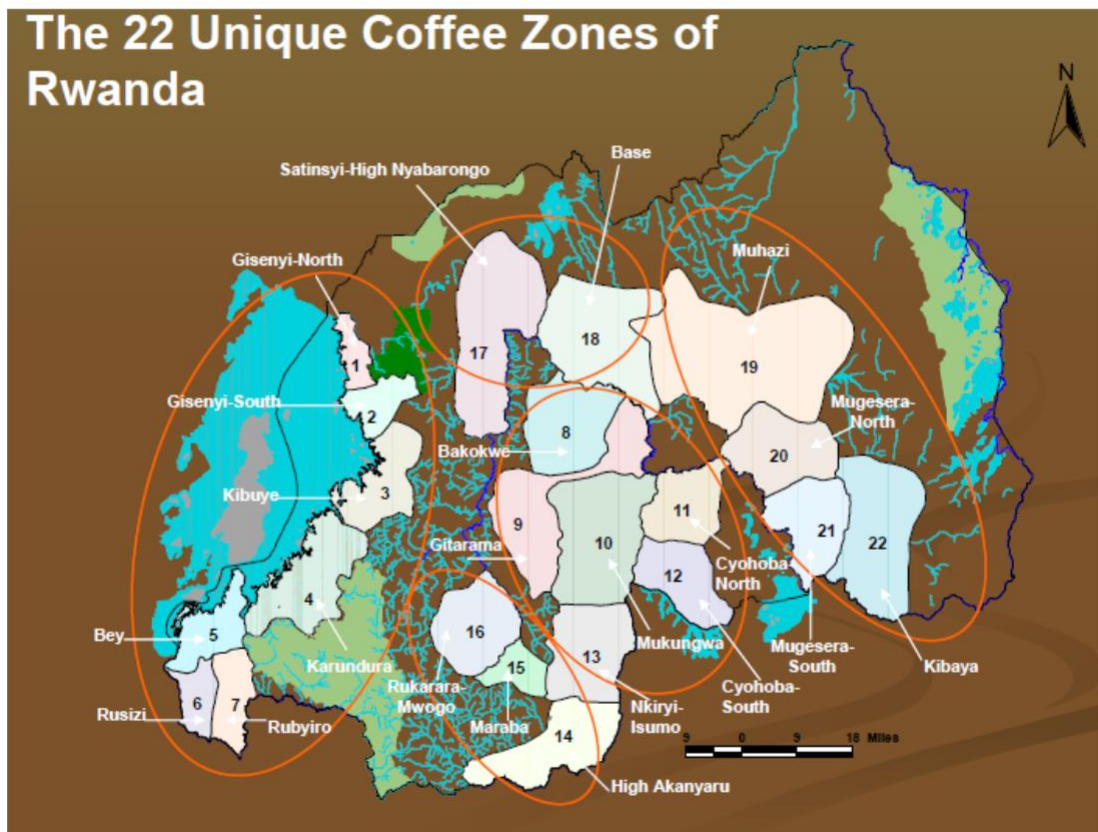 The 22 Unique Coffee Zones of
Rwanda
N
Base
Satinsyi-High Nyabarongo
Muhazi
Gisenyi-North
1
17
18
19
Gisenyi-South
2
Mugesera-
North
8
Bakokwe
20
Kibuye
3
9
11
10
21
22
Gitarama
Cyohoba-
North
12
4
5
Bey
16
13
Mukungwa
Mugesera-
South
Kibaya
Karundura
15
Rukarara-
Mwogo
Cyohoba-
South
6
7
Rusizi
Rubyiro
Maraba
Nkiryi-
Isumo
14
9 0 9 18 Miles
High Akanyaru